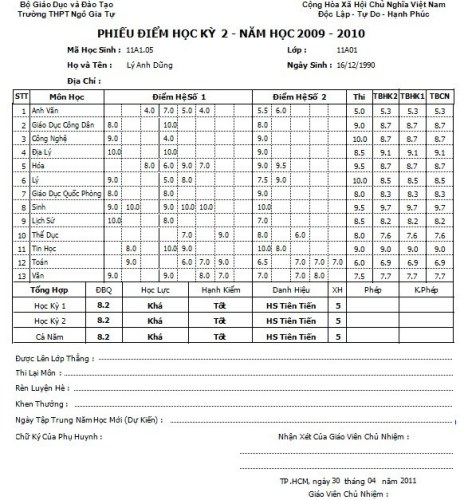 Bộ Giáo Dục và Đào Tạo
Trường THPT Ngô Gia Tự
Cộng Hòa Xã Hội Chủ Nghĩa Việt Nam
Độc Lập - Tự Do - Hạnh Phúc
PHIẾU ĐIỂM HỌC KỲ 2 - NĂM HỌC 2009 - 2010
Mã Học Sinh : 11A1.05 Lớp : 11A01
Họ và Tên : Lý Anh Dũng Ngày Sinh : 16/12/1990
Địa Chỉ :
STT Môn Học Điểm Hệ Số 1 Điểm Hệ Số 2 Thi TBHK2 TBHK1 TBCN
1 Anh Văn 4.0 7.0 5.0 4.0 5.5 6.0 5.0 5.3 5.3 5.3
2 Giáo Dục Công Dân 8.0 10.0 8.0 9.0 8.7 8.7 8.7
3 Công Nghệ 9.0 4.0 9.0 10.0 8.7 8.7 8.7
4 Địa Lý 10.0 10.0 9.0 8.5 9.1 9.1 9.1
5 Hóa 8.0 6.0 9.0 7.0 9.0 9.5 9.5 8.7 8.7 8.7
6 Lý 9.0 5.0 8.0 7.5 9.0 10.0 8.5 8.5 8.5
7 Giáo Dục Quốc Phòng 8.0 8.0 9.0 8.0 8.3 8.3 8.3
8 Sinh 9.0 10.0 9.0 10.0 10.0 10.0 9.5 9.7 9.7 9.7
9 Lịch Sử 10.0 8.0 7.0 8.5 8.2 8.2 8.2
10 Thể Dục 7.0 9.0 8.0 6.0 8.0 7.6 7.6 7.6
11 Tin Học 8.0 10.0 9.0 10.0 8.0 9.0 9.0 9.0 9.0
12 Toán 9.0 6.0 7.0 9.0 6.5 7.0 7.0 7.0 6.0 6.9 6.9 6.9
13 Văn 9.0 9.0 8.0 7.0 7.0 7.0 8.0 7.5 7.7 7.7 7.7
Tổng Hợp ĐBQ Học Lực Hạnh Kiểm Danh Hiệu XH Phép K.Phép
Học Kỳ 1 8.2 Khá Tốt HS Tiên Tiến 5
Học Kỳ 2 8.2 Khá Tốt HS Tiên Tiến 5
Cả Năm 8.2 Khá Tốt HS Tiên Tiến 5
Được Lên Lớp Thẳng :
Thi Lại Môn :
Rèn Luyện Hè :
Khen Thưởng :
Ngày Tập Trung Năm Học Mới (Dự Kiến) :
Chữ Ký Của Phụ Huynh : Nhận Xét Của Giáo Viên Chủ Nhiệm :
TP.HCM, ngày 30 tháng 04 năm 2011
Giáo Viên Chủ Nhiệm :